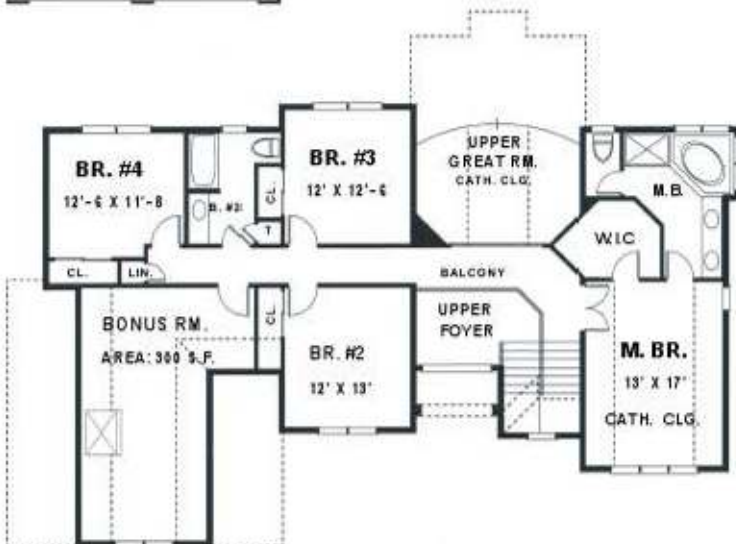 BR. #4
12'-6 X 11'-8
CL.
LIN.
B. #2
CL.
T
BR. #3
12' X 12'-6
UPPER
GREAT RM.
CATH. CLG.
M.B.
W.I.C
BALCONY
BONUS RM.
AREA: 300 S.F.
CL.
BR. #2
12' X 13'
UPPER
FOYER
M. BR.
13' X 17'
CATH. CLG.